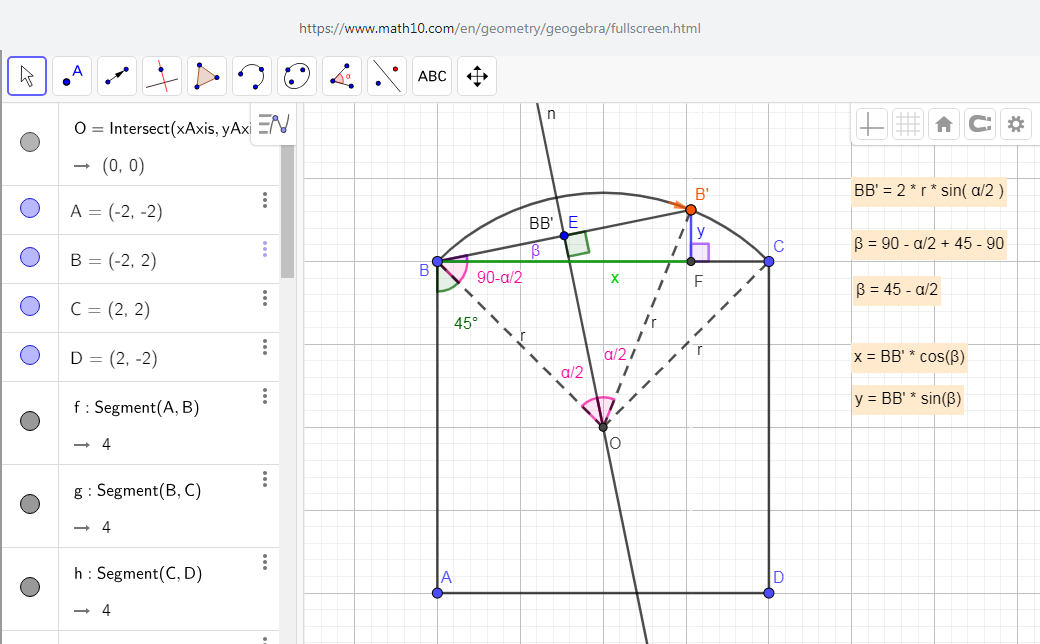 https://www.math10.com/en/geometry/geogebra/fullscreen.html
A
ABC
O = Intersect(xAxis, yAxi
→ (0, 0)
A = (-2, -2)
B = (-2, 2)
C = (2, 2)
D = (2, -2)
f : Segment(A, B)
→ 4
g : Segment(B, C)
→ 4
h : Segment(C, D)
→ 4
n
B'
BB' E
y
β
C
B
90-α/2
x
F
45°
r
r
r
α/2
α/2
O
A
D
BB' = 2 * r * sin( α/2 )
β = 90 - α/2 + 45 - 90
β = 45 - α/2
x = BB' * cos(β)
y = BB' * sin(β)